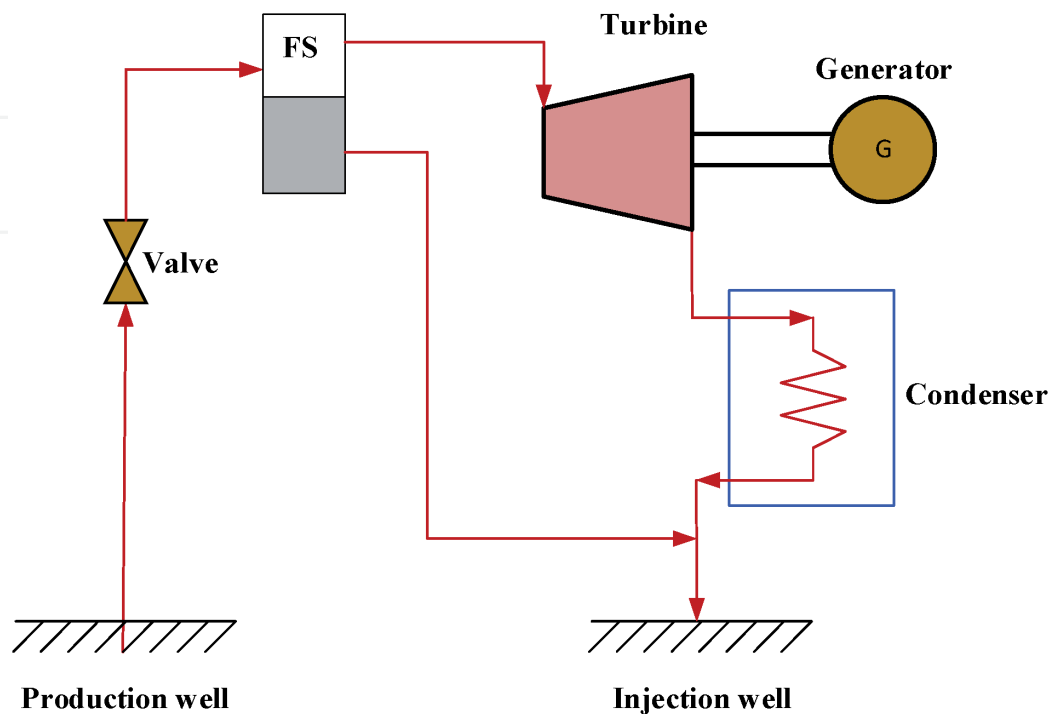 Turbine
FS
Generator
G
Valve
Condenser
Production well
Injection well